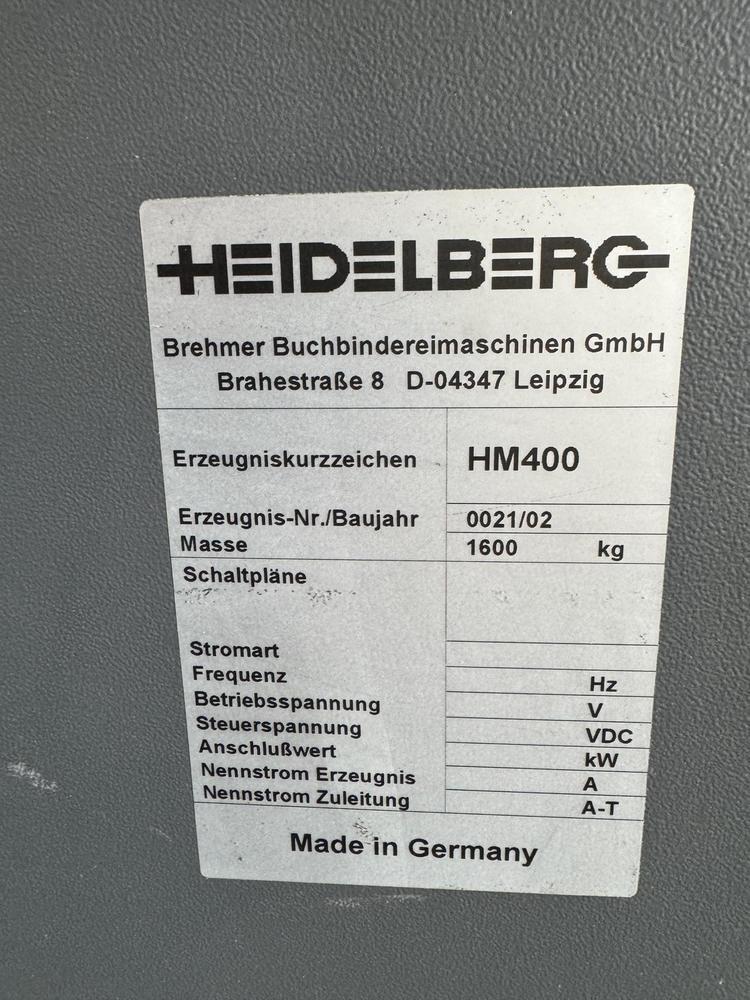 HEIDELBERG
Brehmer Buchbindereimaschinen GmbH
Brahestraße 8 D-04347 Leipzig
Erzeugniskurzzeichen HM400
Erzeugnis-Nr./Baujahr 0021/02
Masse 1600 kg
Schaltpläne
Stromart
Frequenz Hz
Betriebsspannung V
Steuerspannung VDC
Anschlußwert kW
Nennstrom Erzeugnis A
Nennstrom Zuleitung A-T
Made in Germany